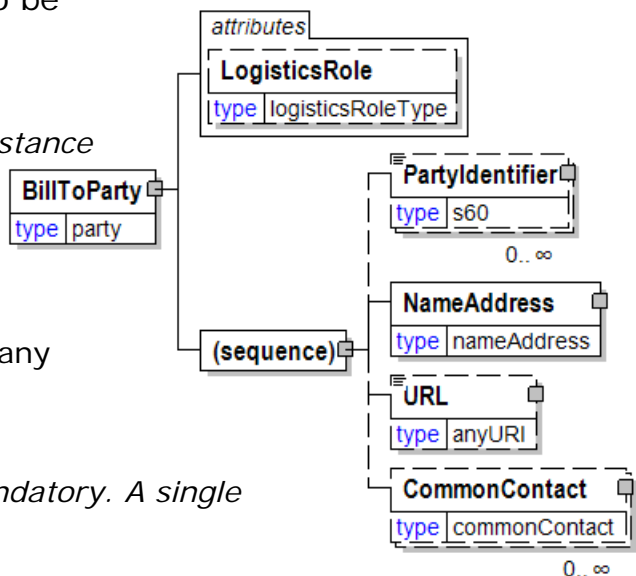 o be
attributes
LogisticsRole
type logisticsRoleType
stance
BillToParty
type party
PartyIdentifier
type s60
0.. ∞
NameAddress
type nameAddress
any
(sequence)
URL
type anyURI
ndatory. A single
CommonContact
type commonContact
0.. ∞